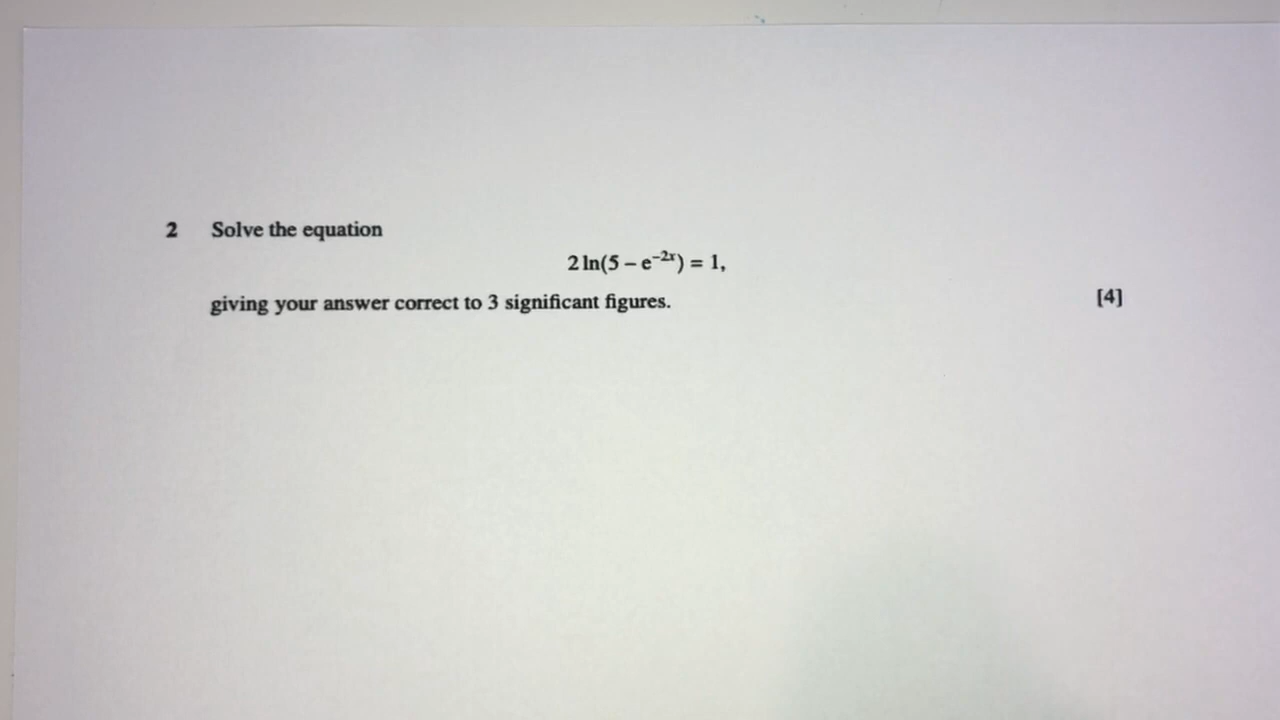 2 Solve the equation
2 ln(5 – e⁻²ˣ) = 1,
giving your answer correct to 3 significant figures. [4]